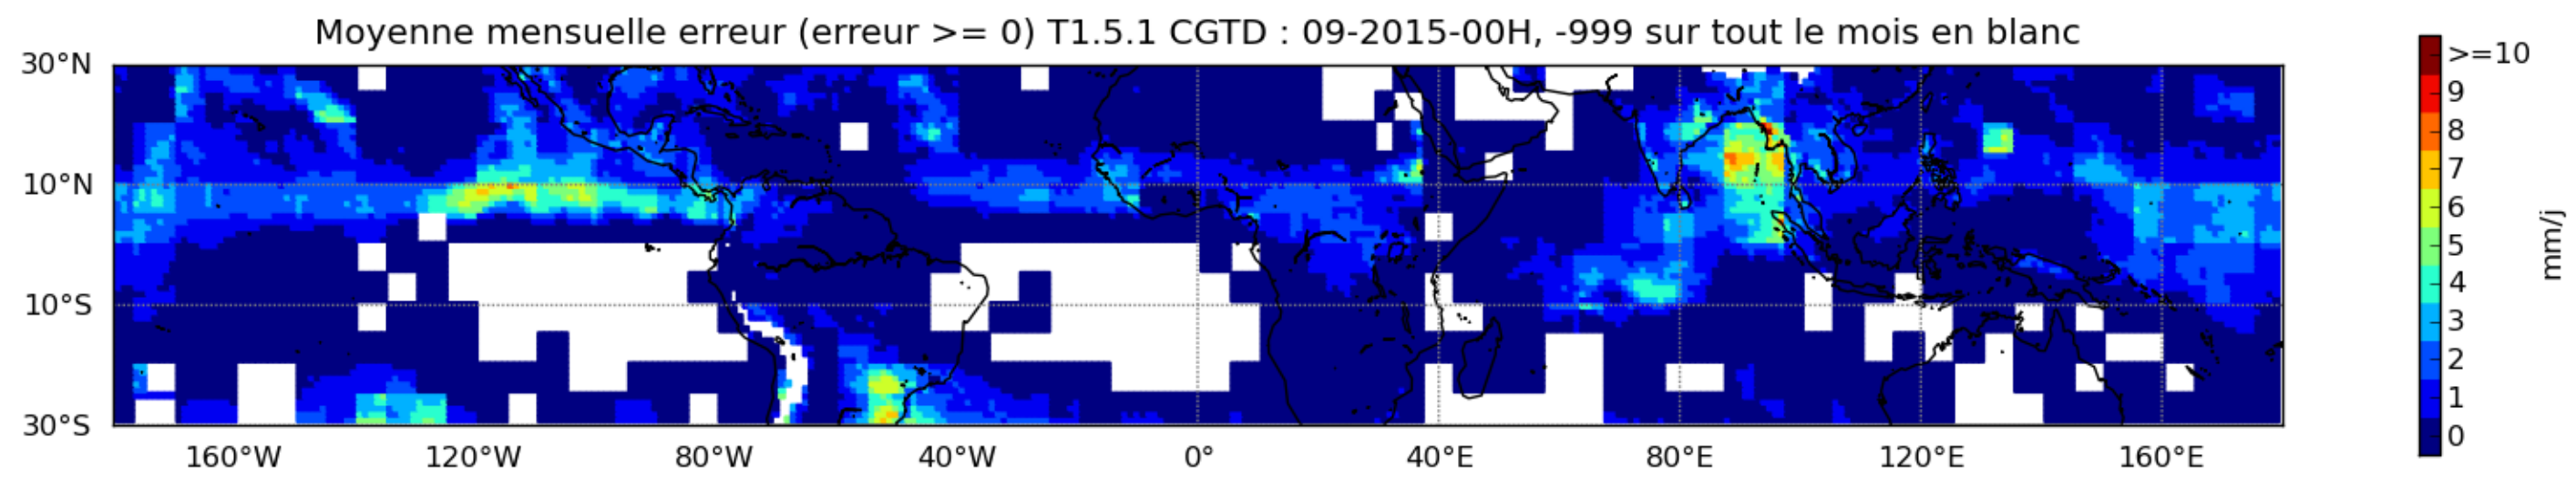 Moyenne mensuelle erreur (erreur >= 0) T1.5.1 CGTD : 09-2015-00H, -999 sur tout le mois en blanc
30°N
10°N
10°S
30°S
160°W 120°W 80°W 40°W 0° 40°E 80°E 120°E 160°E
>=10
9
8
7
6
5
4
3
2
1
0
mm/j